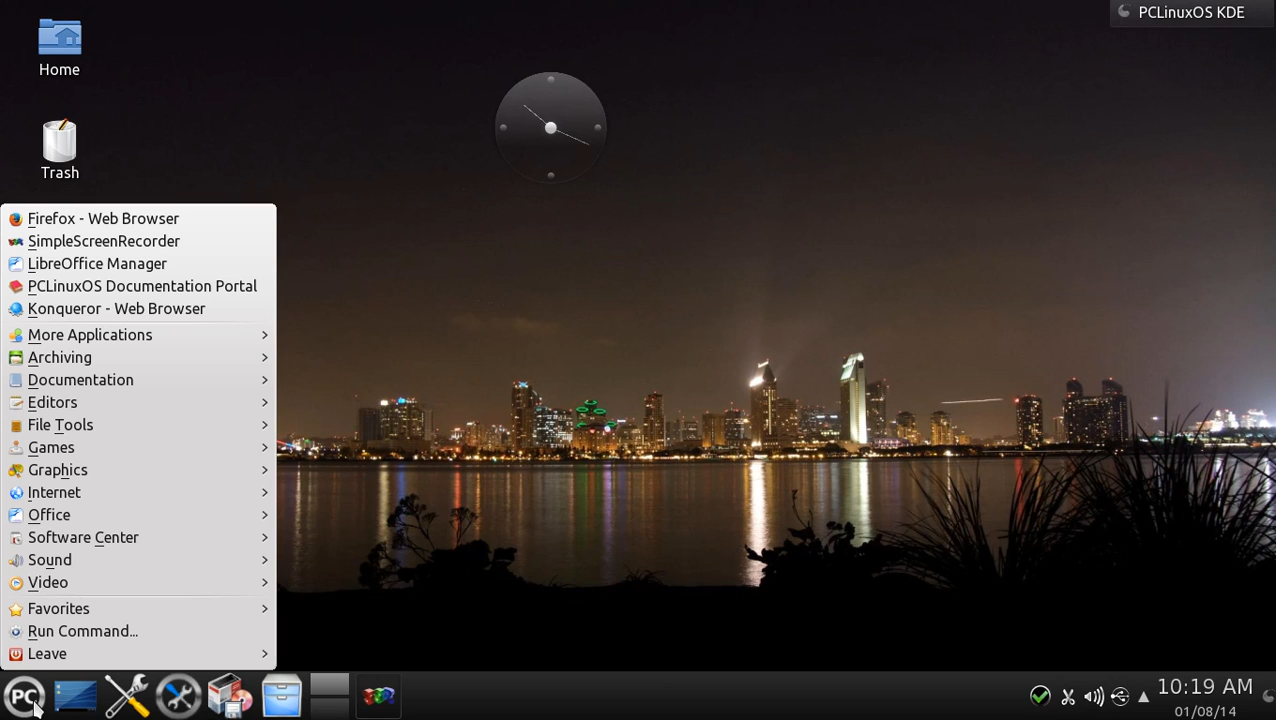 PCLinuxOS KDE
Home
Trash
Firefox - Web Browser
SimpleScreenRecorder
LibreOffice Manager
PCLinuxOS Documentation Portal
Konqueror - Web Browser
More Applications
Archiving
Documentation
Editors
File Tools
Games
Graphics
Internet
Office
Software Center
Sound
Video
Favorites
Run Command...
Leave
PC
10:19 AM
01/08/14